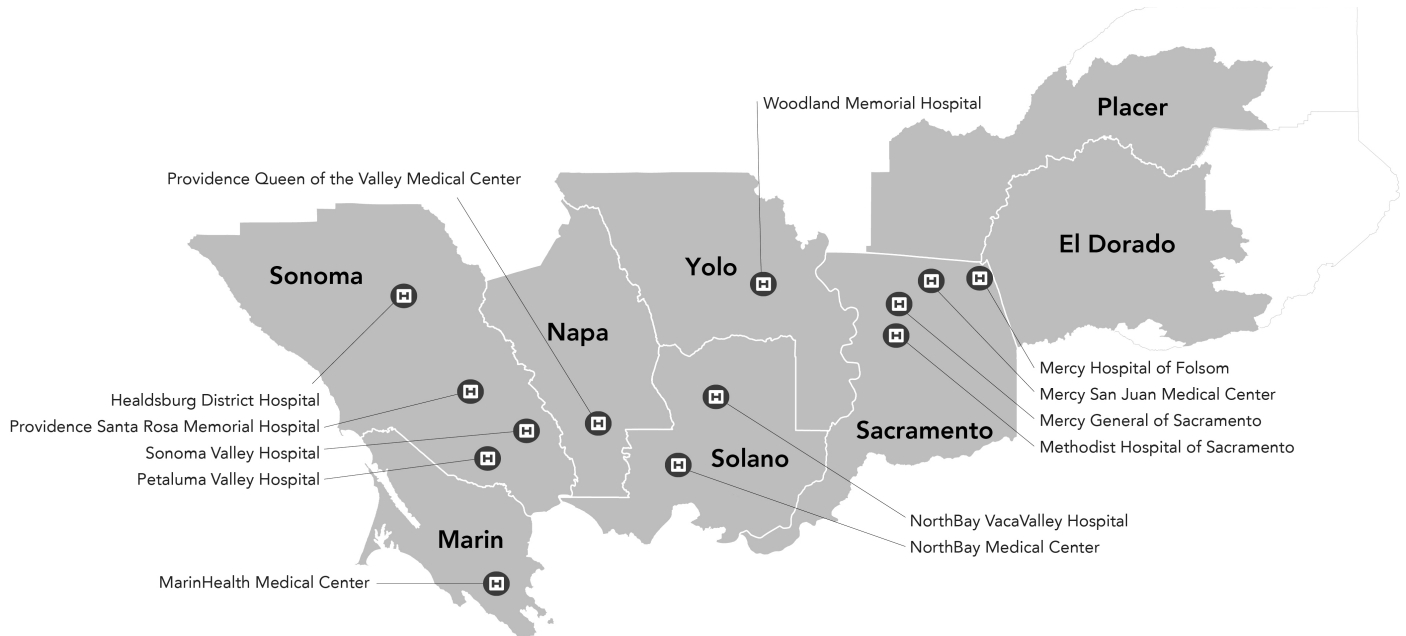 Woodland Memorial Hospital
Placer
Providence Queen of the Valley Medical Center
El Dorado
Sonoma
Yolo
Napa
Mercy Hospital of Folsom
Mercy San Juan Medical Center
Mercy General of Sacramento
Methodist Hospital of Sacramento
Healdsburg District Hospital
Providence Santa Rosa Memorial Hospital
Sonoma Valley Hospital
Petaluma Valley Hospital
Sacramento
Solano
NorthBay VacaValley Hospital
NorthBay Medical Center
Marin
MarinHealth Medical Center
H
H
H
H
H
H
H
H
H
H
H
H
H